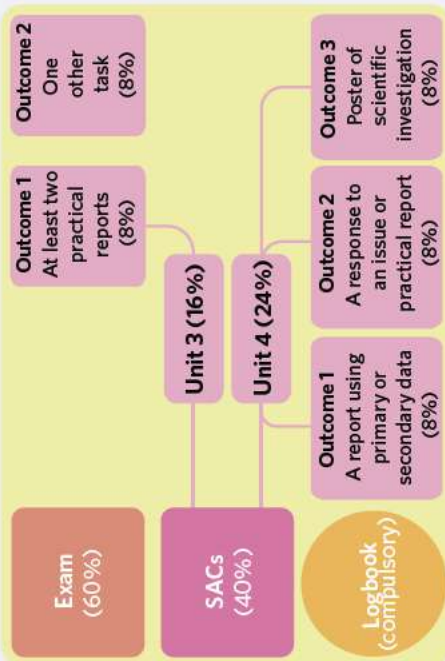 Exam
(60%)
SACs
(40%)
Logbook
(compulsory)
Unit 3 (16%)
Unit 4 (24%)
Outcome 1
At least two
practical
reports
(8%)
Outcome 2
One
other
task
(8%)
Outcome 1
A report using
primary or
secondary data
(8%)
Outcome 2
A response to
an issue or
practical report
(8%)
Outcome 3
Poster of
scientific
investigation
(8%)